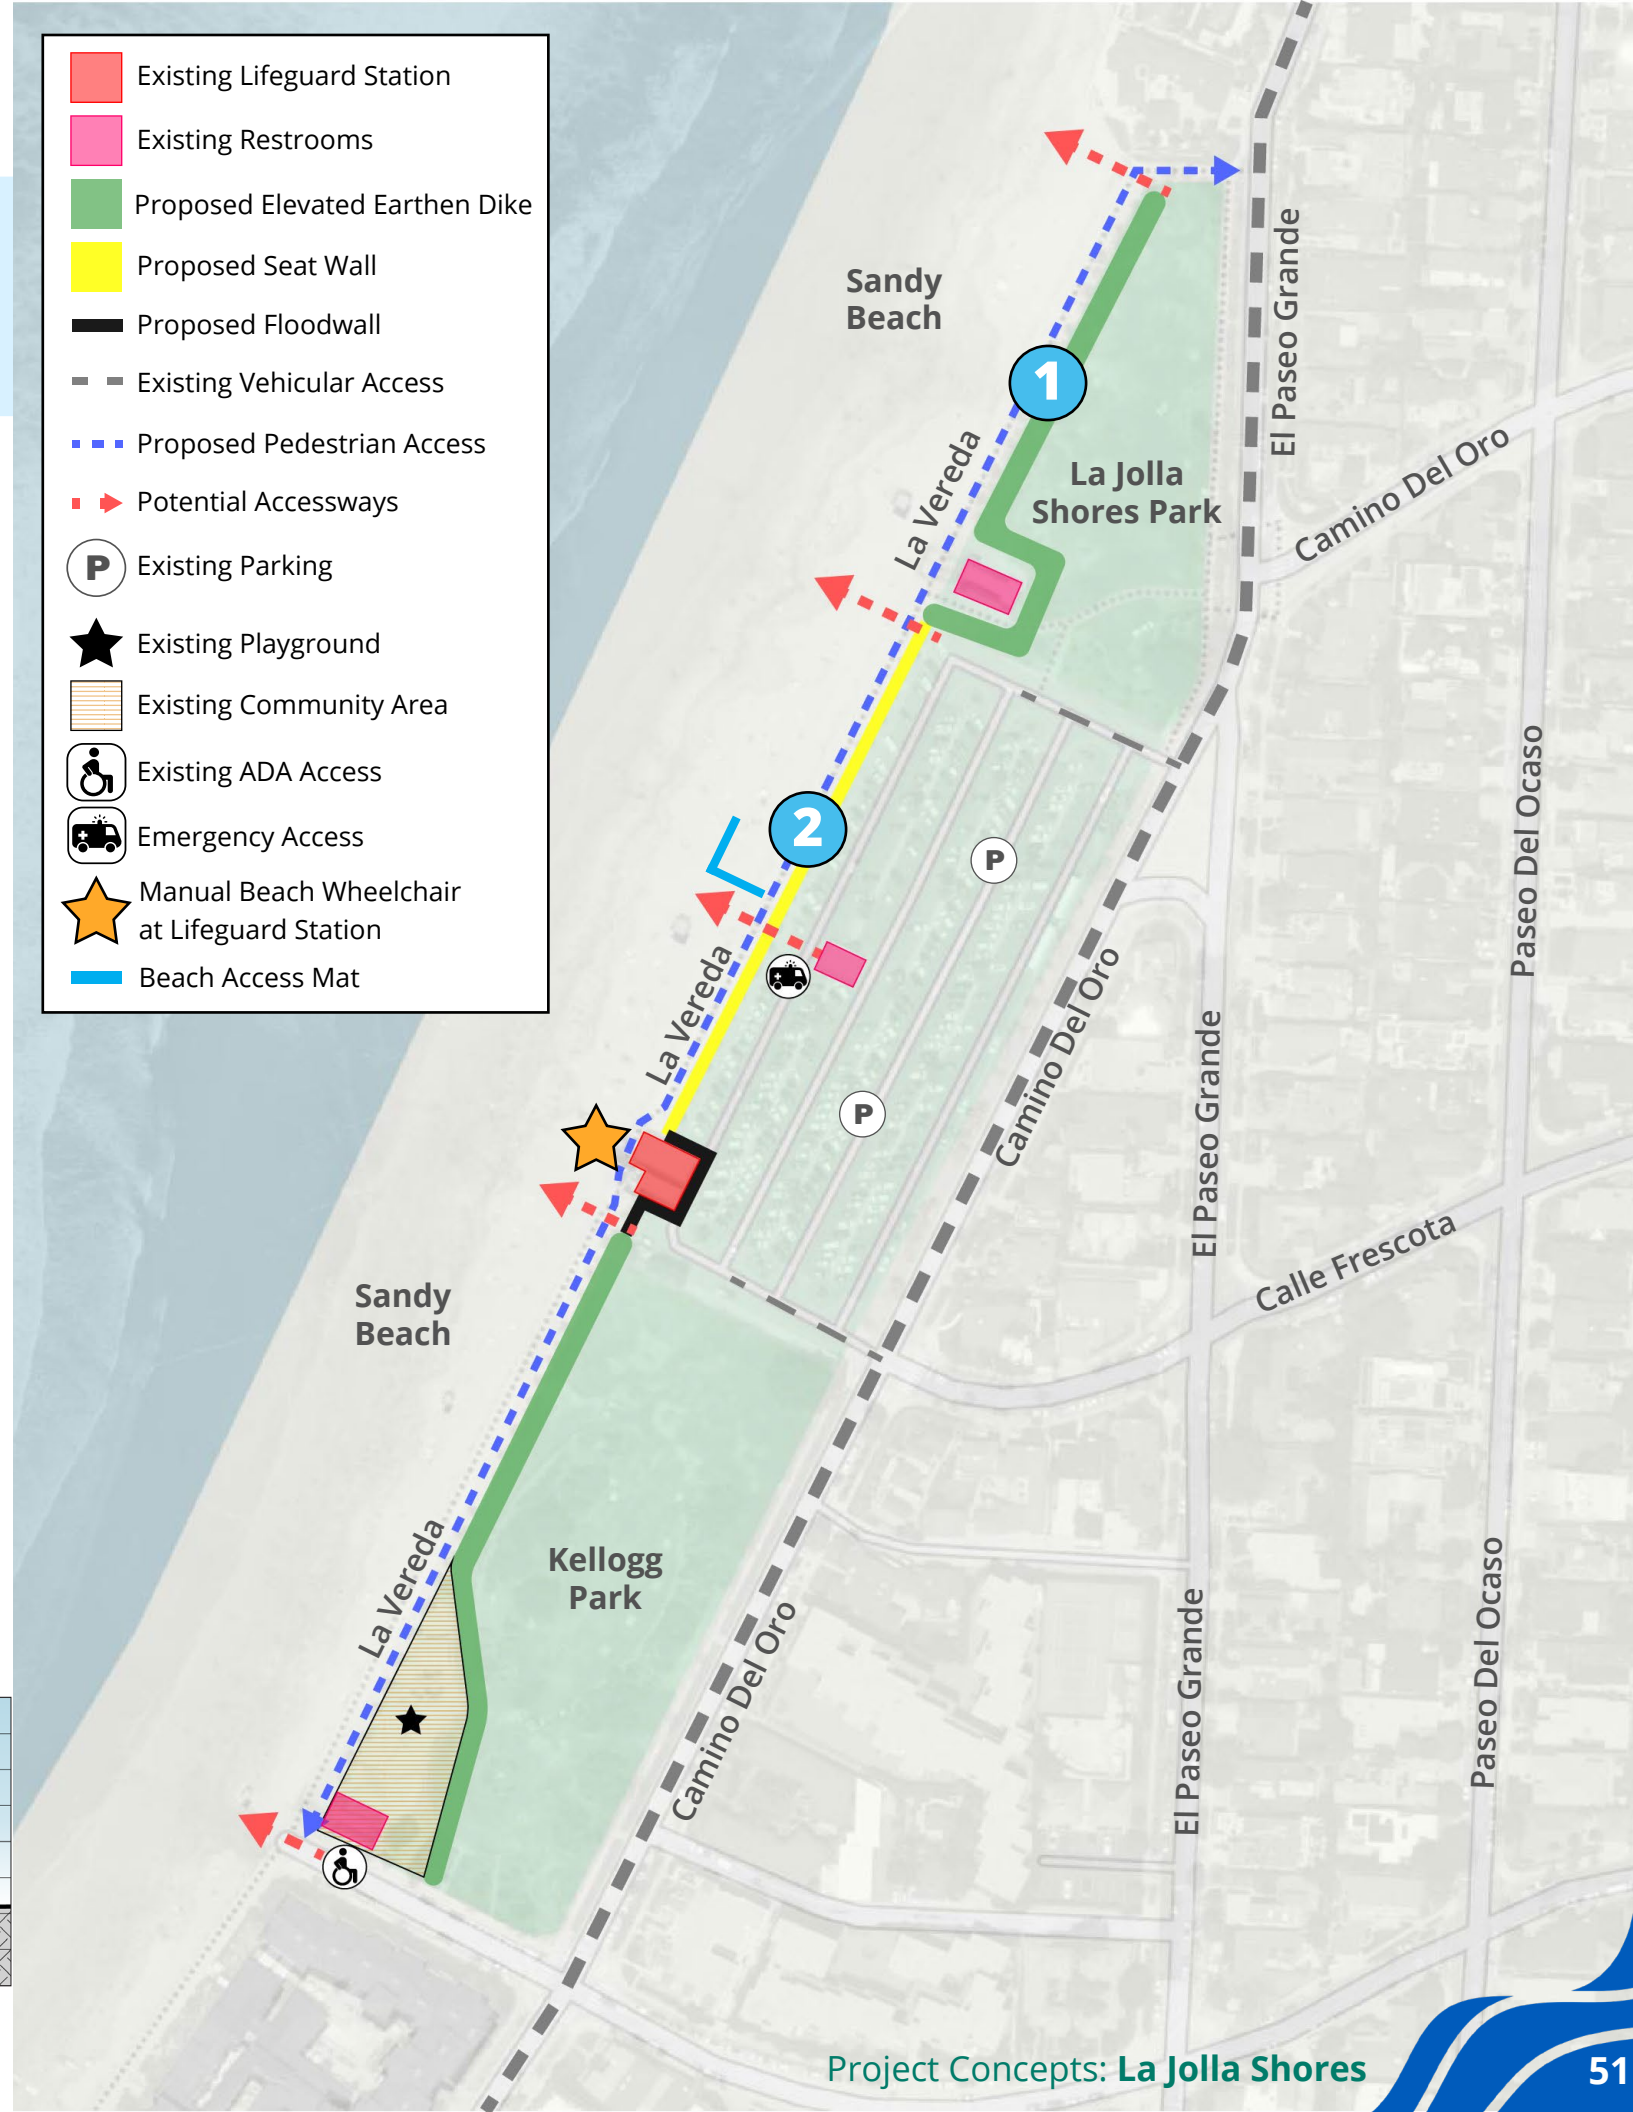 Existing Lifeguard Station
Existing Restrooms
Proposed Elevated Earthen Dike
Proposed Seat Wall
Proposed Floodwall
Existing Vehicular Access
Proposed Pedestrian Access
Potential Accessways
P
Existing Parking
Existing Playground
Existing Community Area
Existing ADA Access
Emergency Access
Manual Beach Wheelchair
at Lifeguard Station
Beach Access Mat
Sandy
Beach
El Paseo Grande
1
La Vereda
La Jolla
Shores Park
Camino Del Oro
2
P
Paseo Del Ocaso
La Vereda
Camino Del Oro
P
El Paseo Grande
Calle Frescota
Sandy
Beach
La Vereda
Kellogg
Park
Camino Del Oro
El Paseo Grande
Paseo Del Ocaso
Project Concepts: La Jolla Shores
51